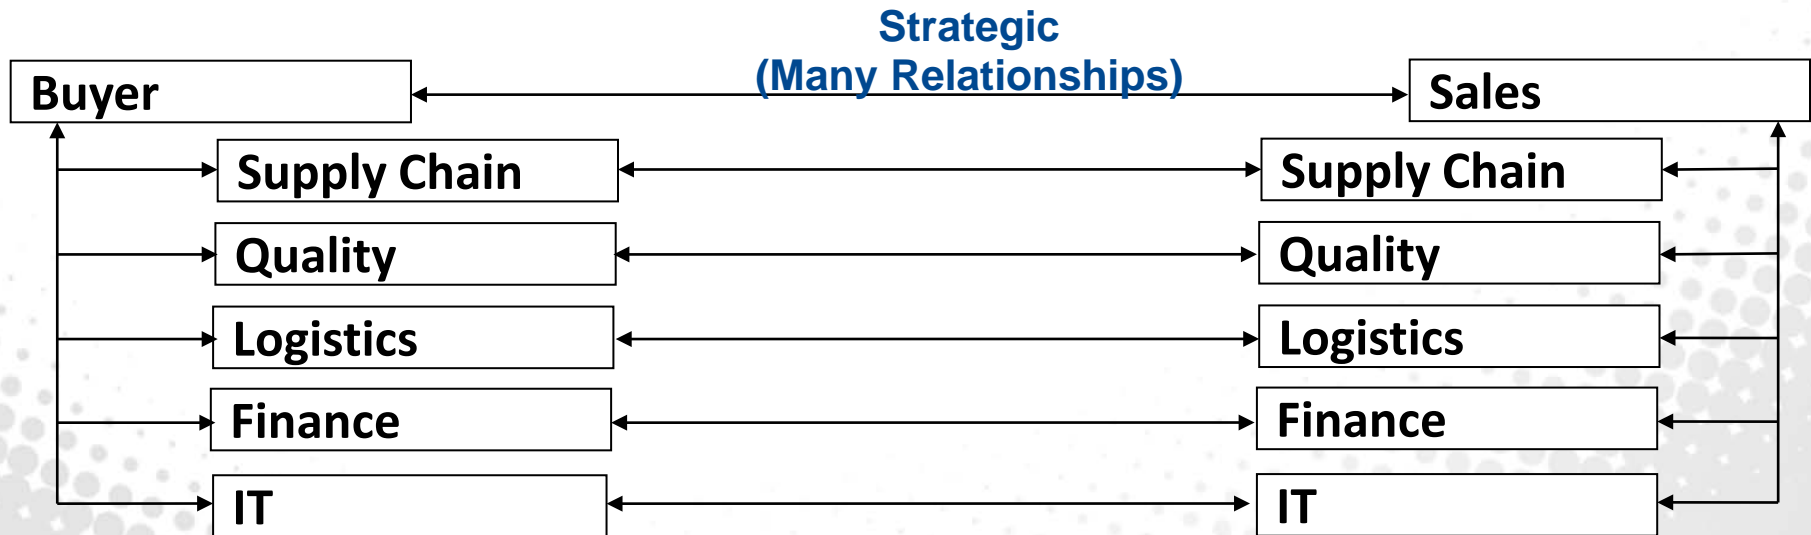 Strategic
(Many Relationships)
Buyer
Sales
Supply Chain
Supply Chain
Quality
Quality
Logistics
Logistics
Finance
Finance
IT
IT